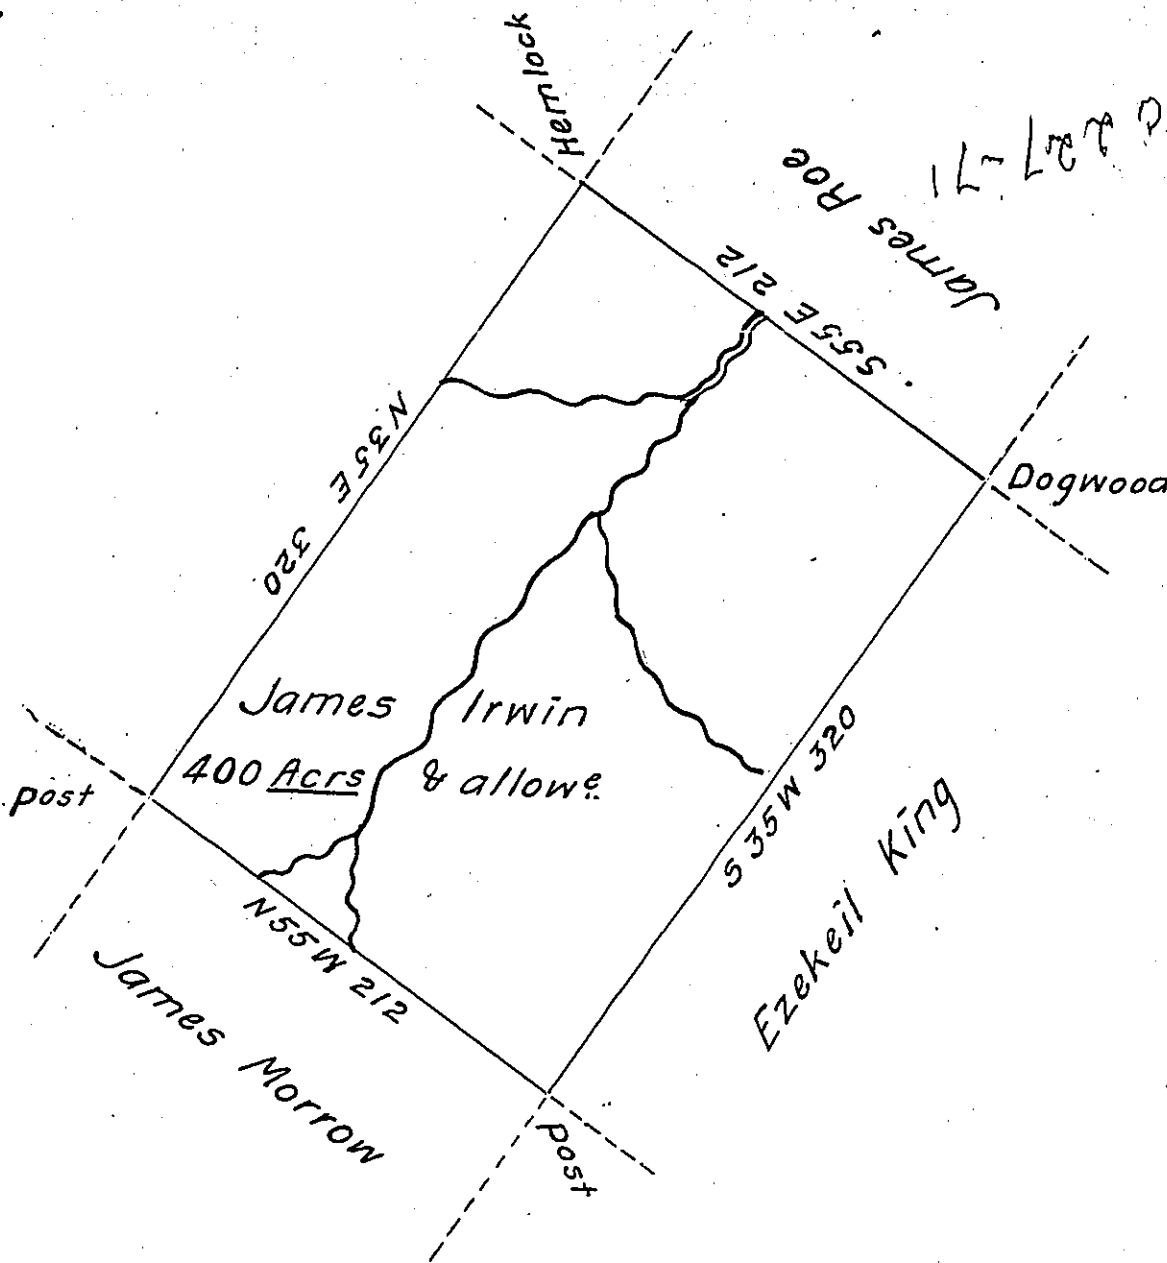 Hemlock
James Roe
S55E 212
Dogwood
N35E 320
James Irwin
400 Acrs & allowe
post
S 35 W 320
Ezekeil King
N55W 212
James Morrow
post